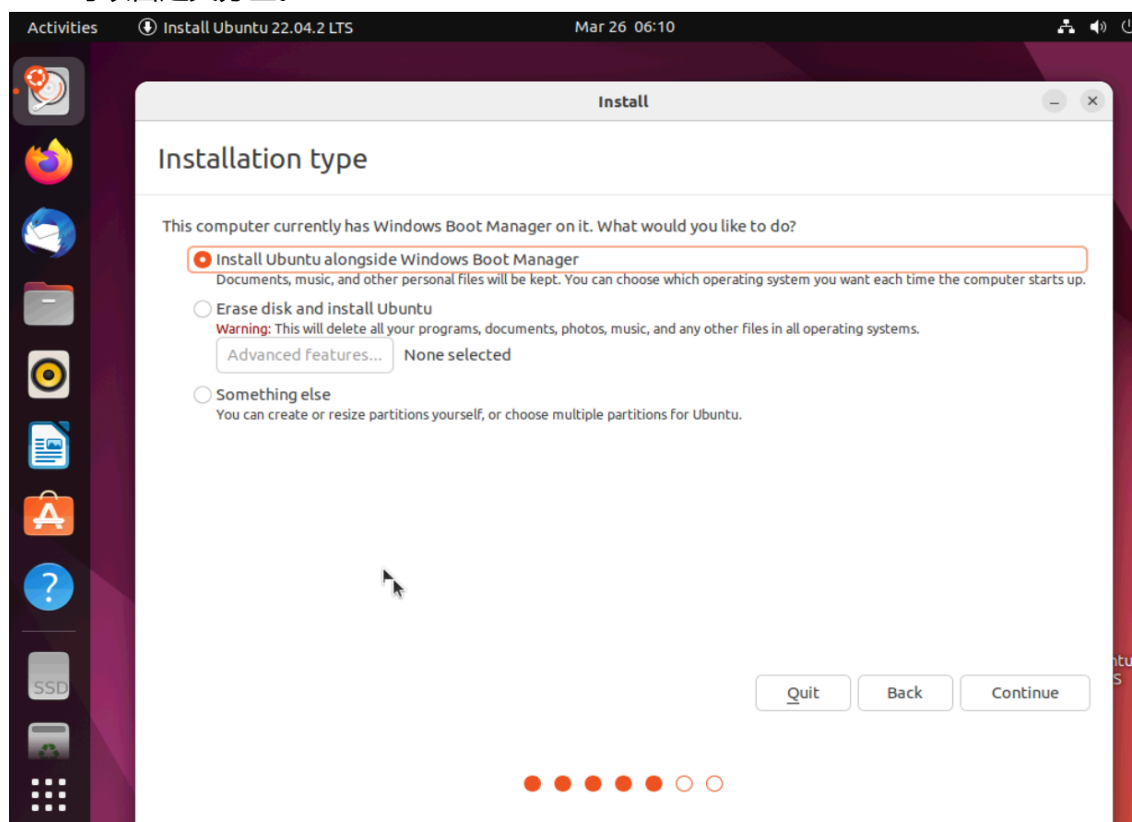 Activities Install Ubuntu 22.04.2 LTS Mar 26 06:10
Install
Installation type
This computer currently has Windows Boot Manager on it. What would you like to do?
Install Ubuntu alongside Windows Boot Manager
Documents, music, and other personal files will be kept. You can choose which operating system you want each time the computer starts up.
Erase disk and install Ubuntu
Warning: This will delete all your programs, documents, photos, music, and any other files in all operating systems.
Advanced features... None selected
Something else
You can create or resize partitions yourself, or choose multiple partitions for Ubuntu.
SSD
Quit Back Continue